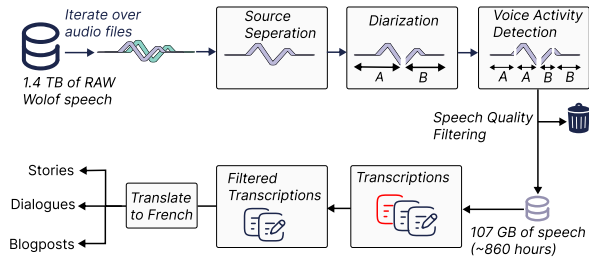 Iterate over
audio files
1.4 TB of RAW
Wolof speech
Source
Seperation
Diarization
A B
Voice Activity
Detection
A A B B
Speech Quality
Filtering
107 GB of speech
(~860 hours)
Transcriptions
Filtered
Transcriptions
Translate
to French
Stories
Dialogues
Blogposts